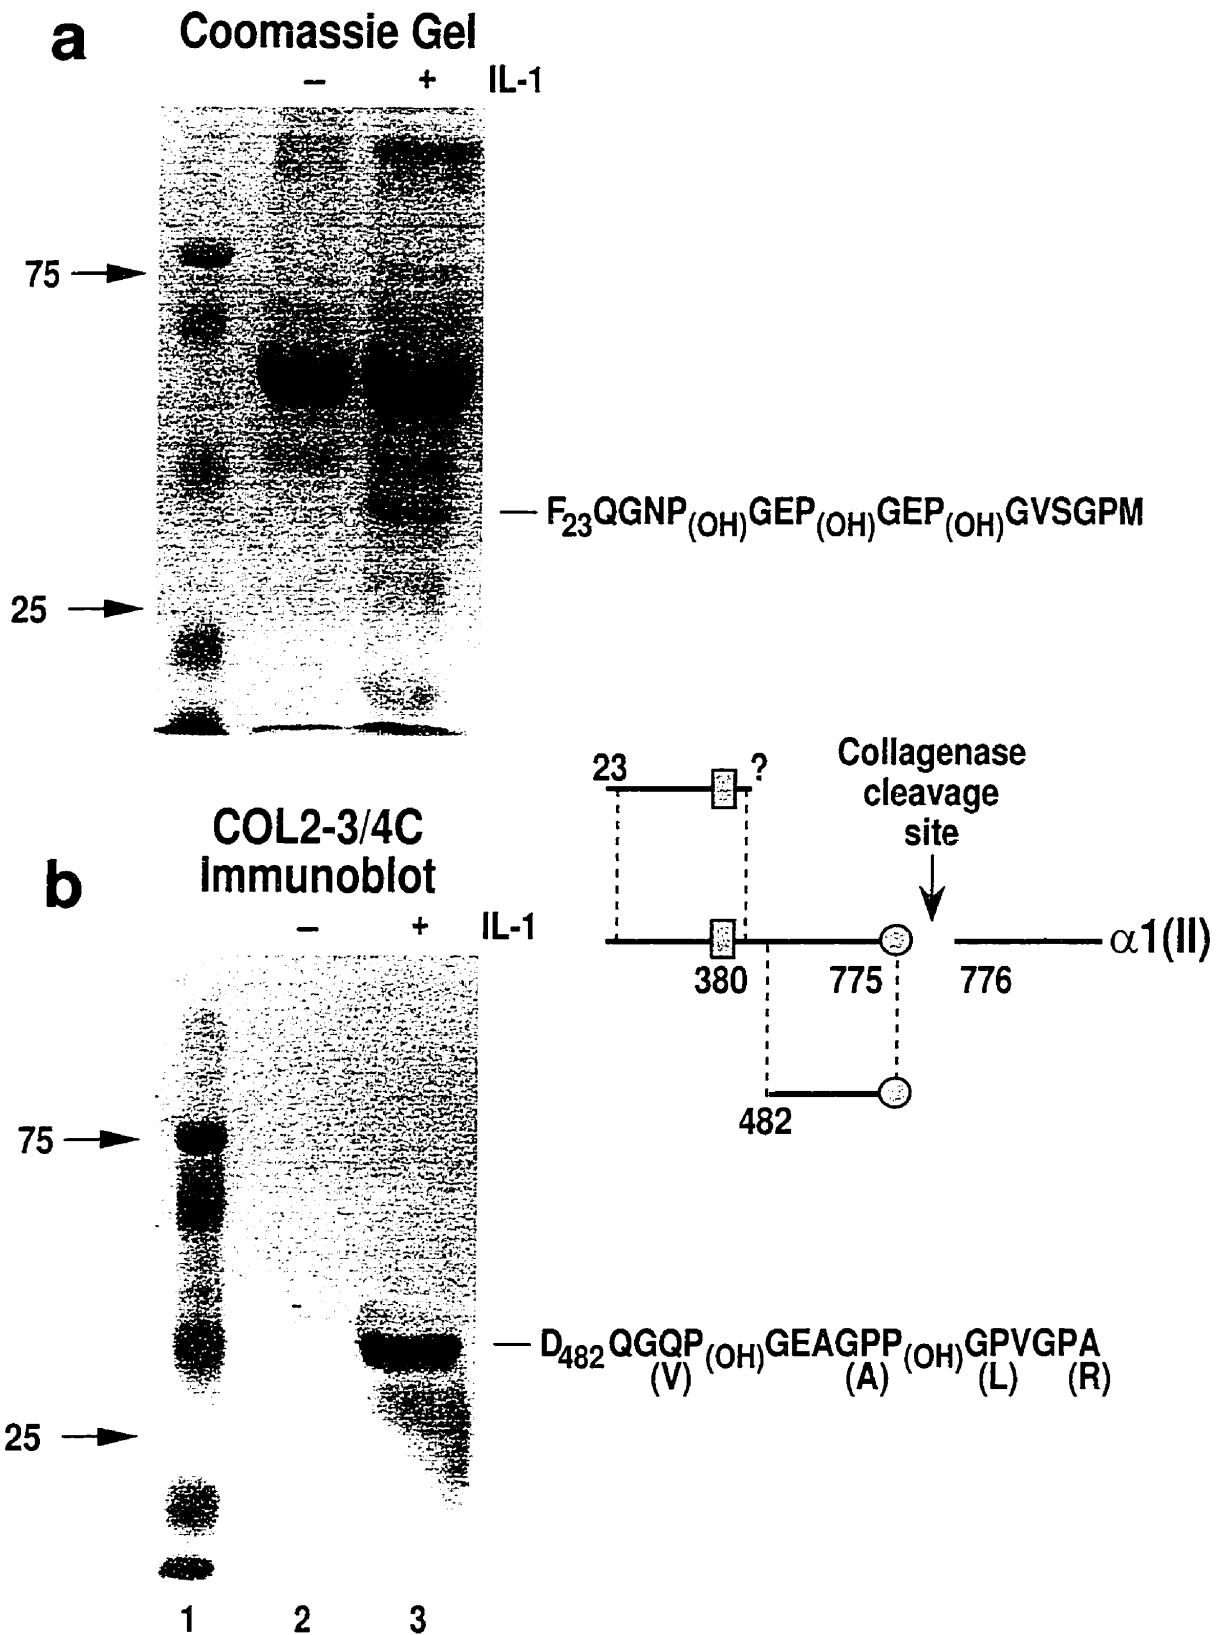 a Coomassie Gel
− + IL-1
75
F23QGNP(OH)GEP(OH)GEP(OH)GVSGPM
25
23 ?
Collagenase
cleavage
site
380 775 776 α1(II)
482
COL2-3/4C
Immunoblot
b
− + IL-1
75
D482QGQP(OH)GEAGPP(OH)GPVGPA
(V) (A) (L) (R)
25
1 2 3